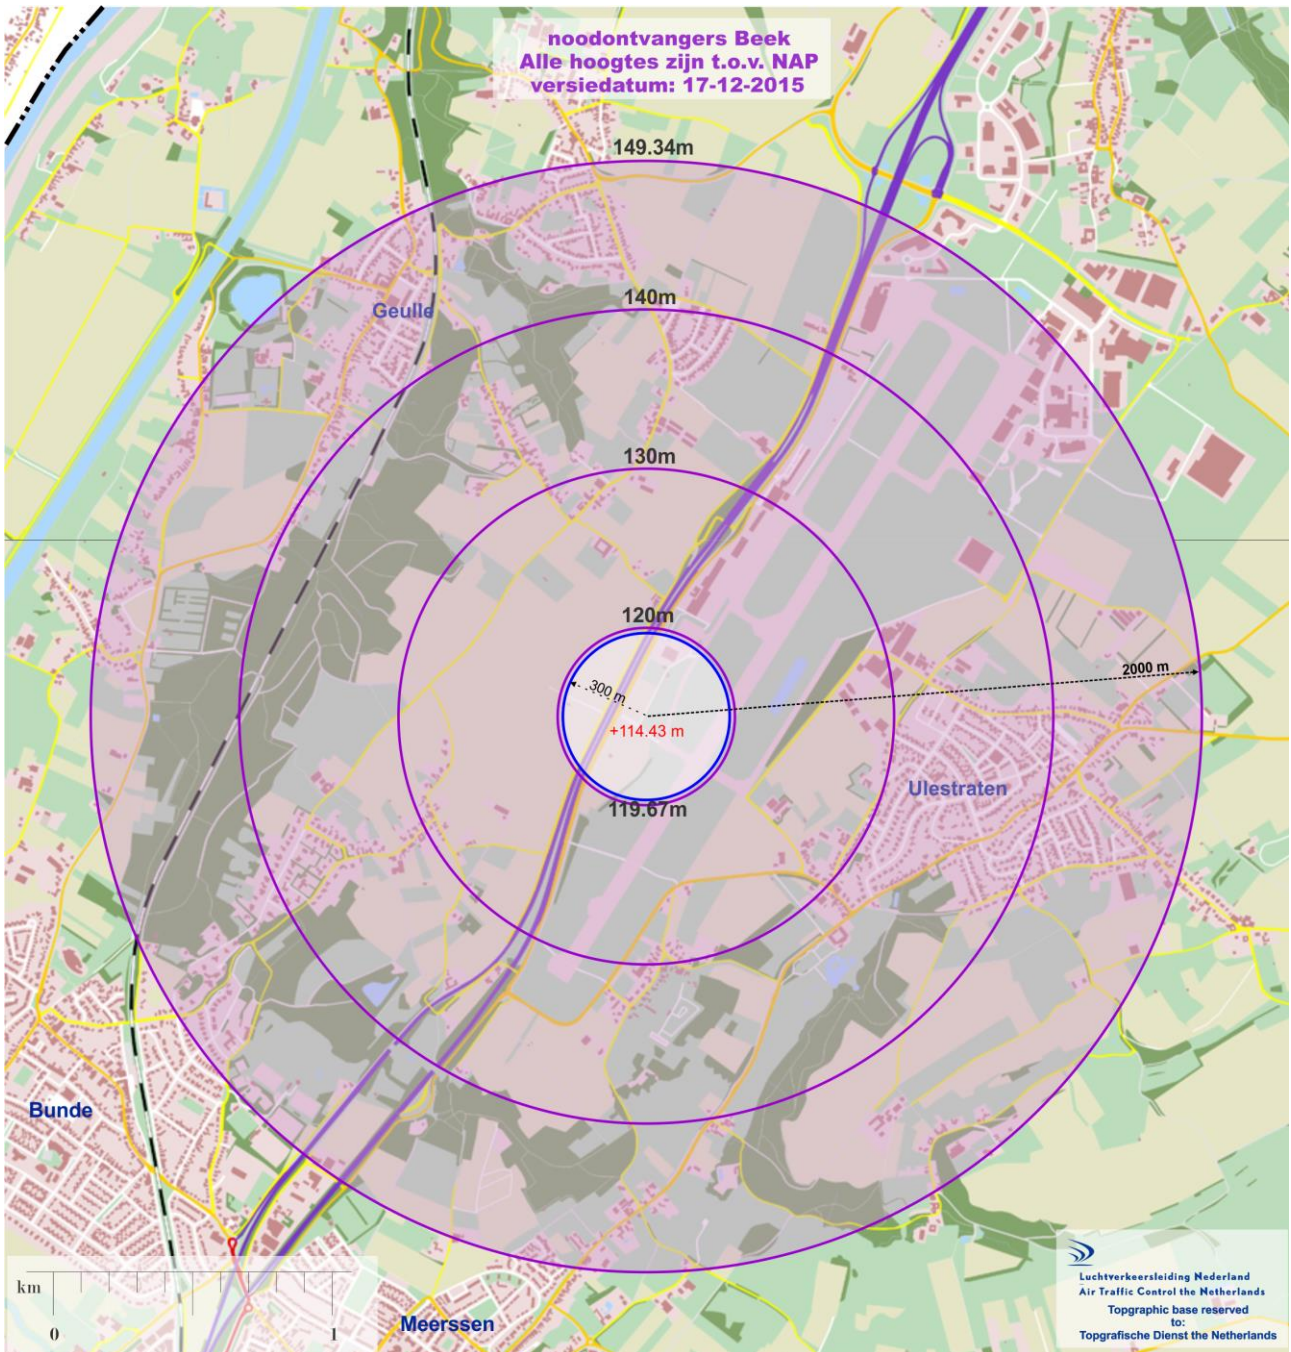 noodontvangers Beek
Alle hoogtes zijn t.o.v. NAP
versiedatum: 17-12-2015
149.34m
Geulle
140m
130m
120m
300 m
2000 m
+114.43 m
Ulestraten
119.67m
Bunde
km
0
1
Meerssen
Luchtverkeersleiding Nederland
Air Traffic Control the Netherlands
Topgraphic base reserved
to:
Topgrafische Dienst the Netherlands